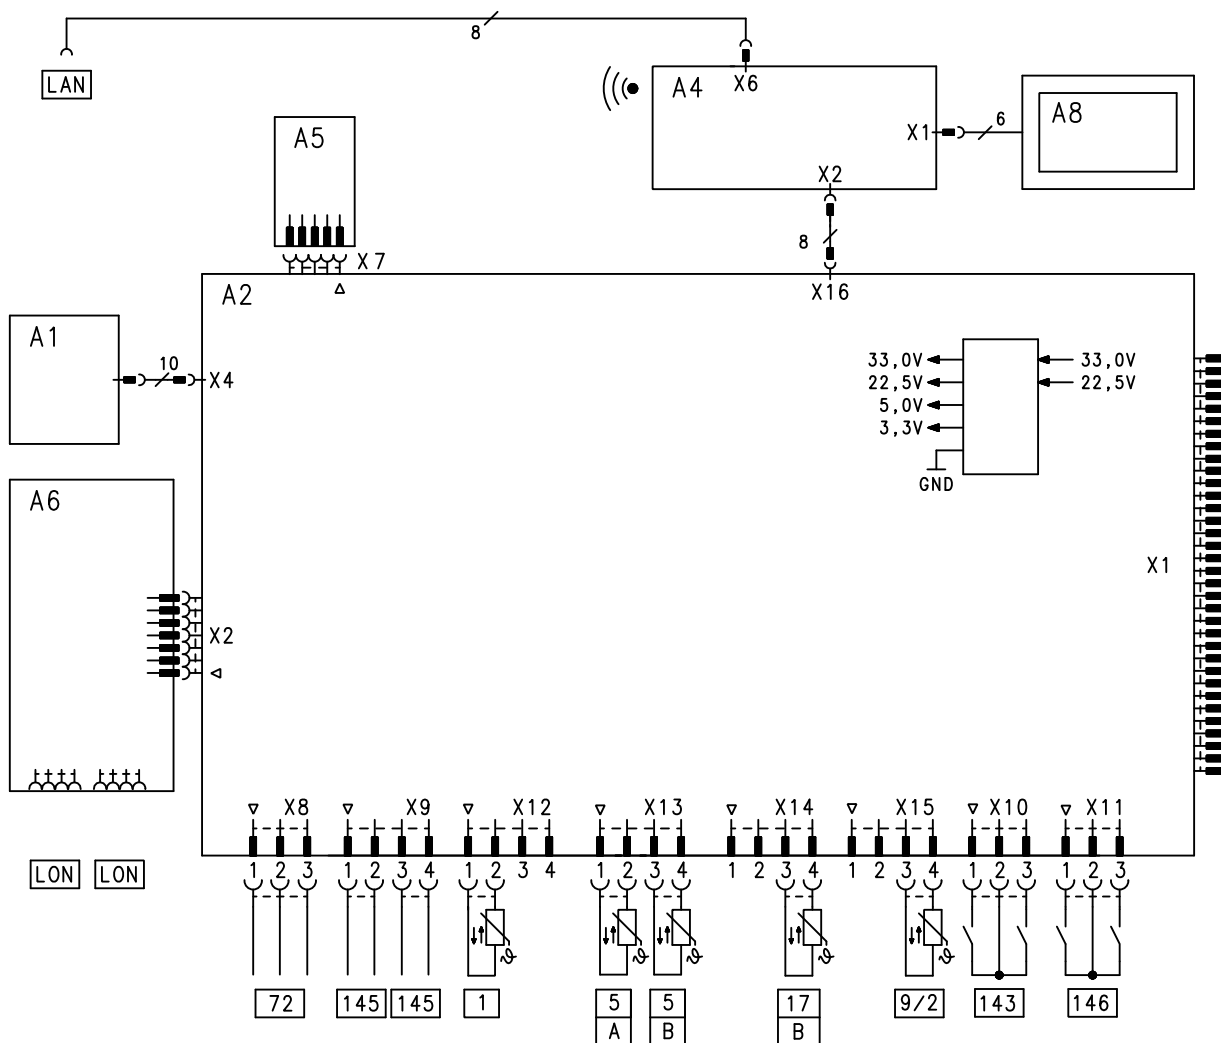 8
LAN
A4
X6
A8
X1
6
A5
X2
8
X7
A2
X16
A1
10
X4
33,0V
33,0V
22,5V
22,5V
5,0V
3,3V
GND
A6
X1
X2
X8
X9
X12
X13
X14
X15
X10
X11
1 2 3
1 2 3 4
1 2 3 4
1 2 3 4
1 2 3 4
1 2 3 4
1 2 3
1 2 3
LON
LON
ϑ
ϑ
ϑ
ϑ
ϑ
72
145
145
1
5
A
5
B
17
B
9/2
143
146